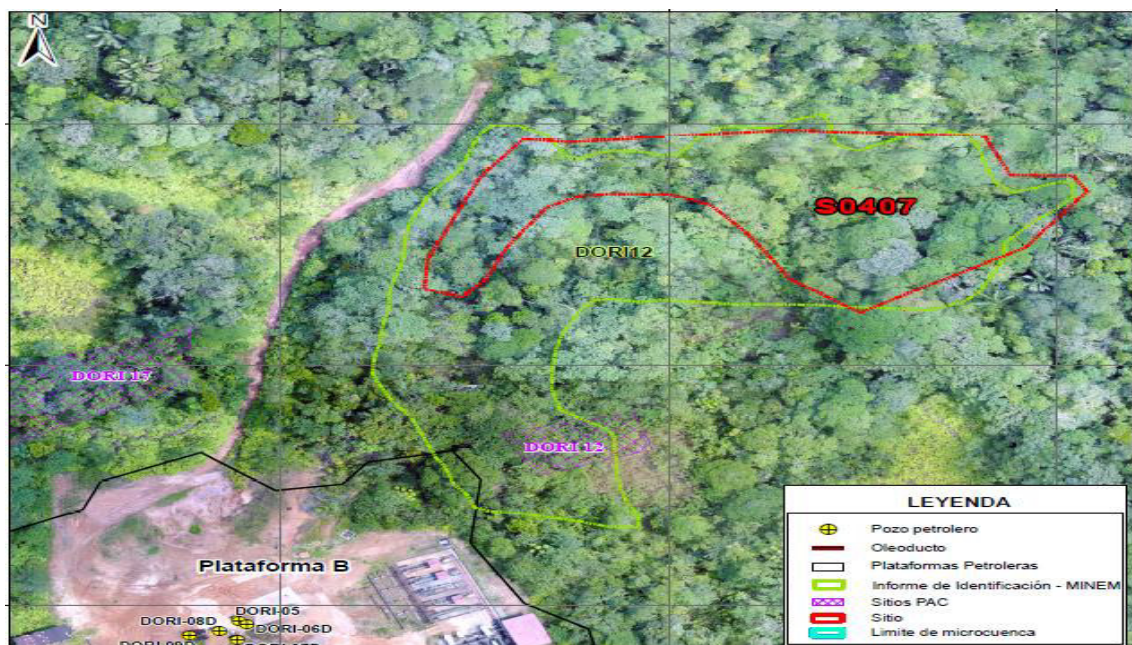 N
S0407
DORI12
DORI 17
DORI 12
Plataforma B
DORI-05
DORI-08D
DORI-06D
LEYENDA
Pozo petrolero
Oleoducto
Plataformas Petroleras
Informe de Identificación - MINEM
Sitios PAC
Sitio
Limite de microcuenca